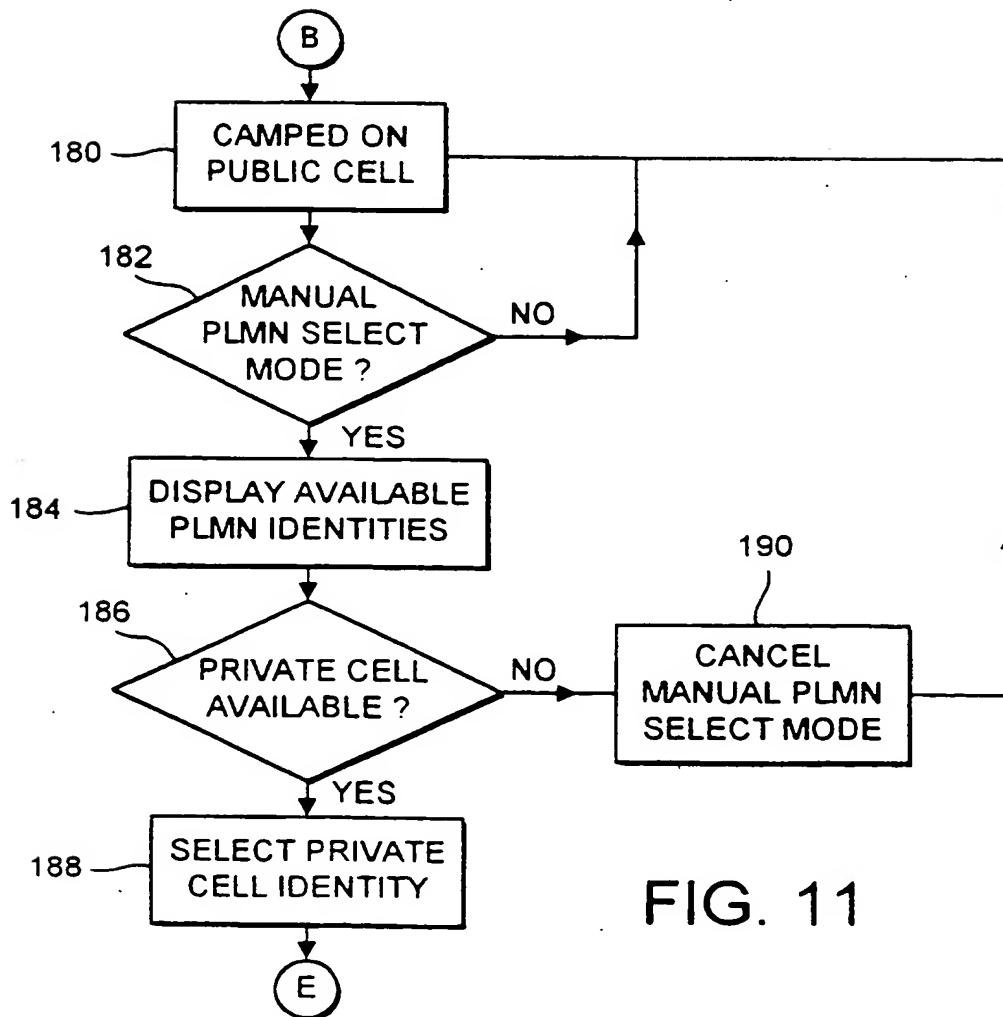 B
180
CAMPED ON
PUBLIC CELL
182
MANUAL
PLMN SELECT
MODE ?
NO
YES
184
DISPLAY AVAILABLE
PLMN IDENTITIES
186
PRIVATE CELL
AVAILABLE ?
NO
190
CANCEL
MANUAL PLMN
SELECT MODE
YES
188
SELECT PRIVATE
CELL IDENTITY
E
FIG. 11